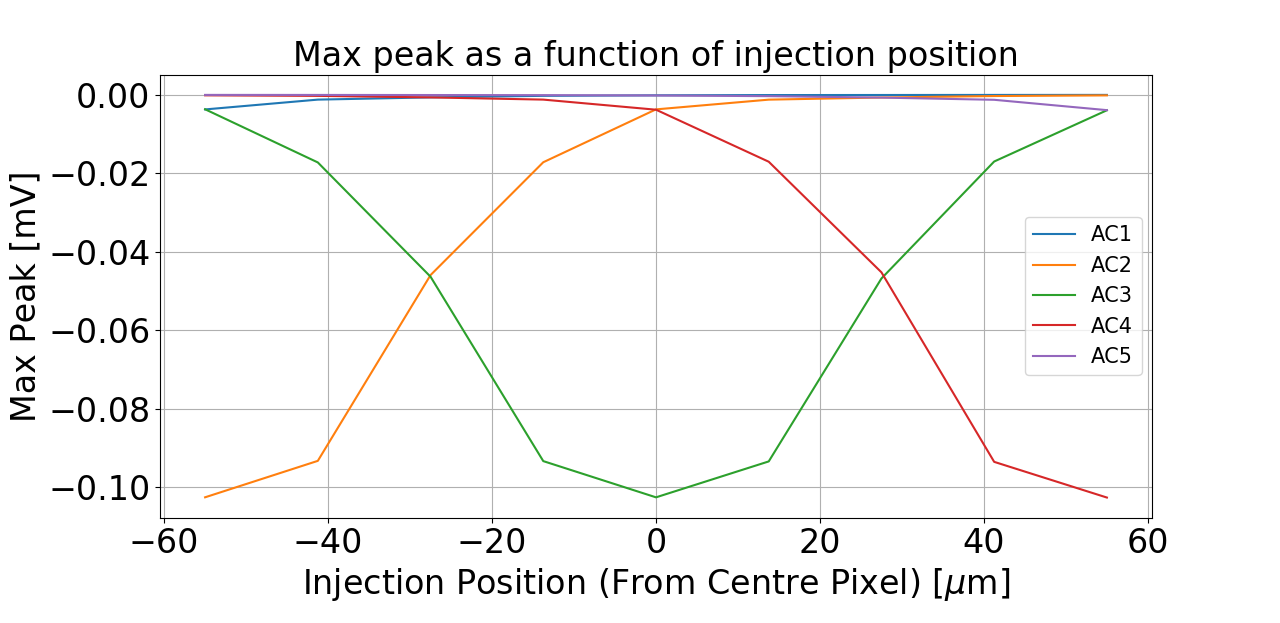 Max peak as a function of injection position
0.00
−0.02
−0.04
−0.06
−0.08
−0.10
Max Peak [mV]
AC1
AC2
AC3
AC4
AC5
−60 −40 −20 0 20 40 60
Injection Position (From Centre Pixel) [μm]